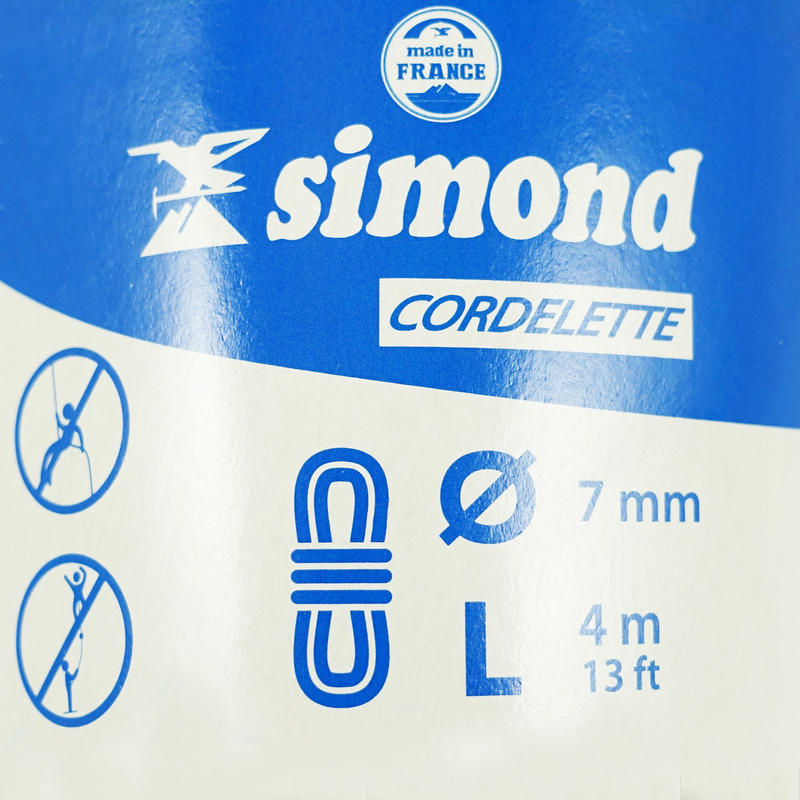 made in
FRANCE
simond
CORDELETTE
Ø 7 mm
L 4 m
13 ft